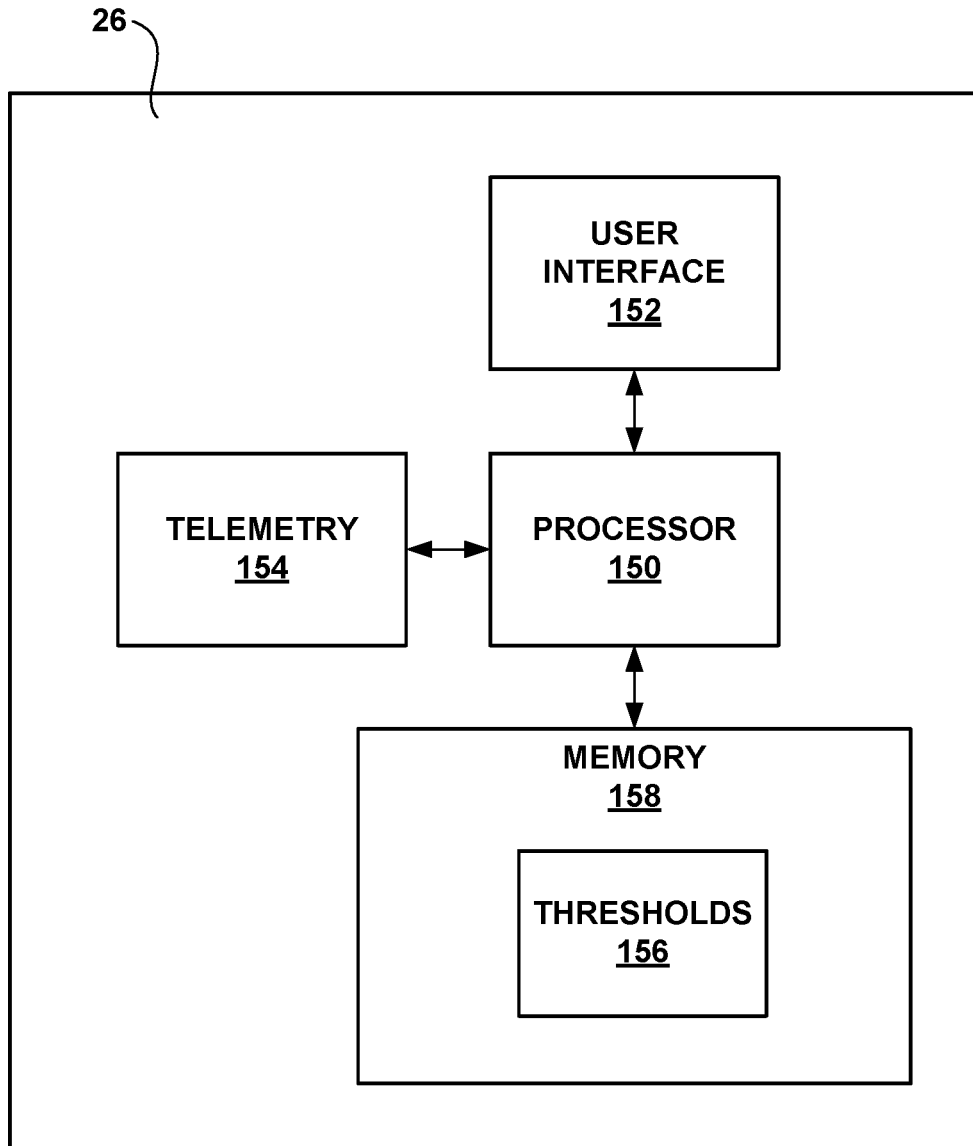 26
USER
INTERFACE
152
TELEMETRY
154
PROCESSOR
150
MEMORY
158
THRESHOLDS
156